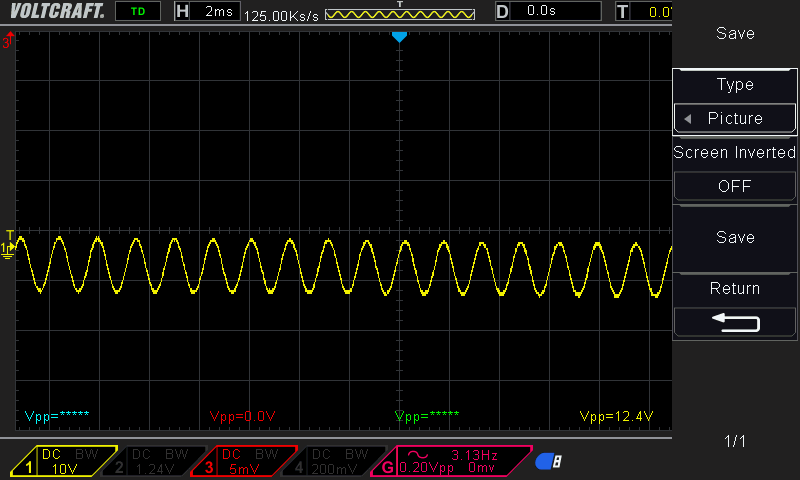 VOLTCRAFT. TD H 2ms 125.00Ks/s T D 0.0s T 0.0
Save
3
Type
Picture
Screen Inverted
OFF
T
1
Save
Return
Vpp=***** Vpp=0.0V Vpp=***** Vpp=12.4V
1/1
1 DC BW 10V
2 DC BW 1.24V
3 DC BW 5mV
4 DC BW 200mV
G 3.13Hz 0.20Vpp 0mv